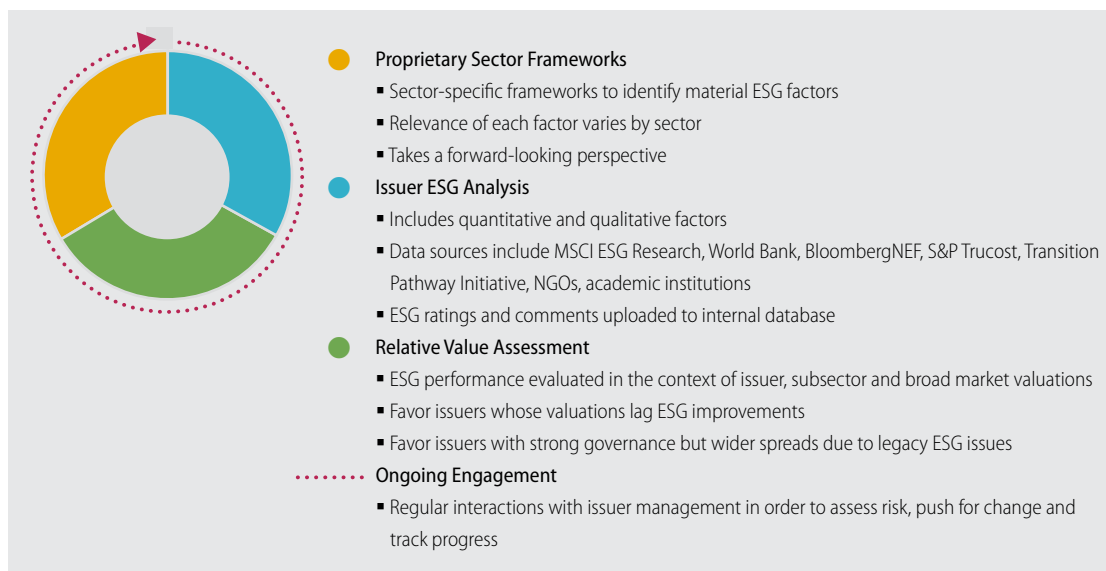 Proprietary Sector Frameworks
▪ Sector-specific frameworks to identify material ESG factors
▪ Relevance of each factor varies by sector
▪ Takes a forward-looking perspective
Issuer ESG Analysis
▪ Includes quantitative and qualitative factors
▪ Data sources include MSCI ESG Research, World Bank, BloombergNEF, S&P Trucost, Transition
Pathway Initiative, NGOs, academic institutions
▪ ESG ratings and comments uploaded to internal database
Relative Value Assessment
▪ ESG performance evaluated in the context of issuer, subsector and broad market valuations
▪ Favor issuers whose valuations lag ESG improvements
▪ Favor issuers with strong governance but wider spreads due to legacy ESG issues
Ongoing Engagement
▪ Regular interactions with issuer management in order to assess risk, push for change and
track progress